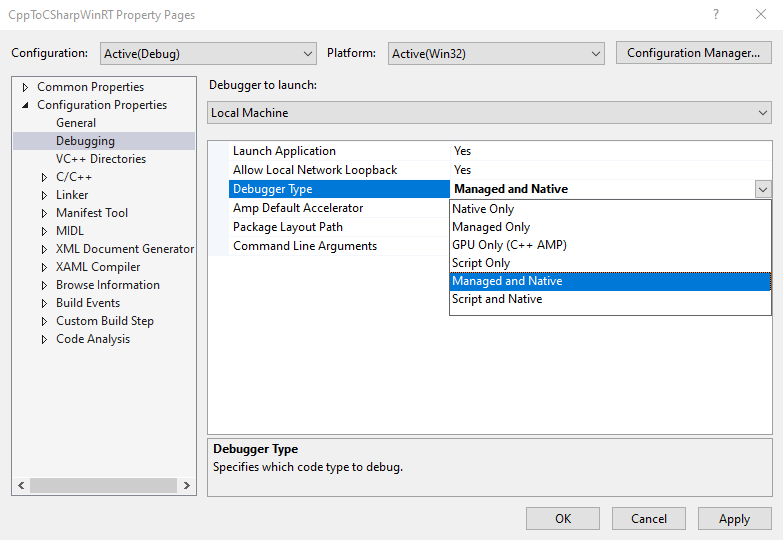 CppToCSharpWinRT Property Pages
Configuration: Active(Debug) Platform: Active(Win32) Configuration Manager...
Common Properties
Configuration Properties
General
Debugging
VC++ Directories
C/C++
Linker
Manifest Tool
MIDL
XML Document Generator
XAML Compiler
Browse Information
Build Events
Custom Build Step
Code Analysis
Debugger to launch:
Local Machine
Launch Application Yes
Allow Local Network Loopback Yes
Debugger Type Managed and Native
Amp Default Accelerator
Package Layout Path
Command Line Arguments
Native Only
Managed Only
GPU Only (C++ AMP)
Script Only
Managed and Native
Script and Native
Debugger Type
Specifies which code type to debug.
OK Cancel Apply